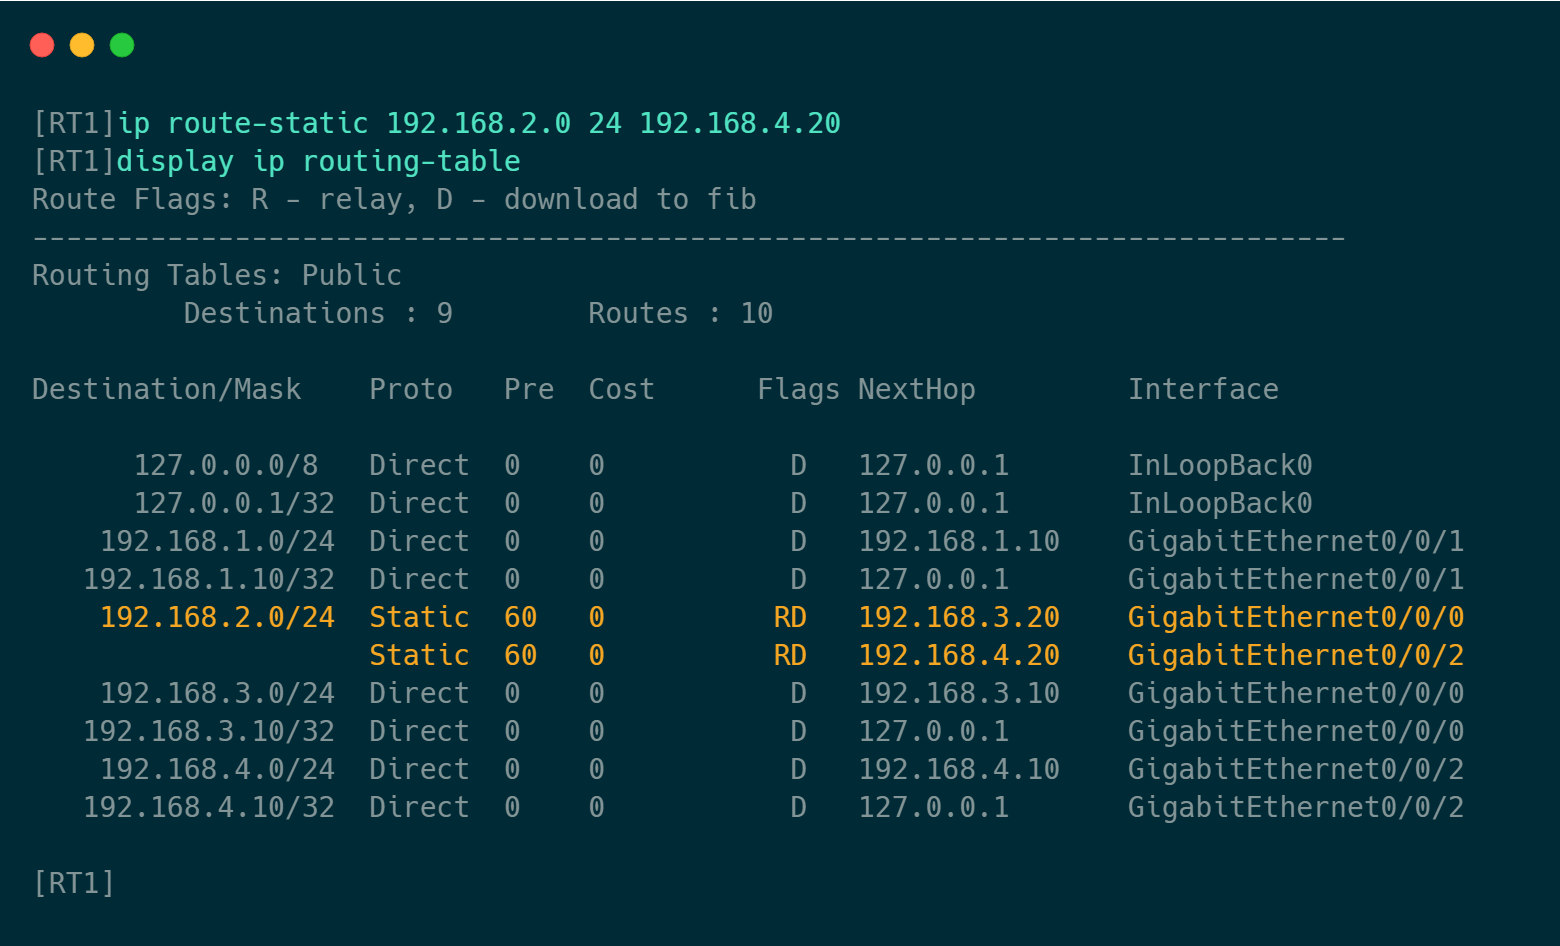 [RT1]ip route-static 192.168.2.0 24 192.168.4.20
[RT1]display ip routing-table
Route Flags: R - relay, D - download to fib
------------------------------------------------------------------------------
Routing Tables: Public
         Destinations : 9        Routes : 10

Destination/Mask    Proto   Pre  Cost      Flags NextHop         Interface

      127.0.0.0/8   Direct  0    0           D   127.0.0.1       InLoopBack0
      127.0.0.1/32  Direct  0    0           D   127.0.0.1       InLoopBack0
    192.168.1.0/24  Direct  0    0           D   192.168.1.10    GigabitEthernet0/0/1
   192.168.1.10/32  Direct  0    0           D   127.0.0.1       GigabitEthernet0/0/1
    192.168.2.0/24  Static  60   0          RD   192.168.3.20    GigabitEthernet0/0/0
                    Static  60   0          RD   192.168.4.20    GigabitEthernet0/0/2
    192.168.3.0/24  Direct  0    0           D   192.168.3.10    GigabitEthernet0/0/0
   192.168.3.10/32  Direct  0    0           D   127.0.0.1       GigabitEthernet0/0/0
    192.168.4.0/24  Direct  0    0           D   192.168.4.10    GigabitEthernet0/0/2
   192.168.4.10/32  Direct  0    0           D   127.0.0.1       GigabitEthernet0/0/2

[RT1]